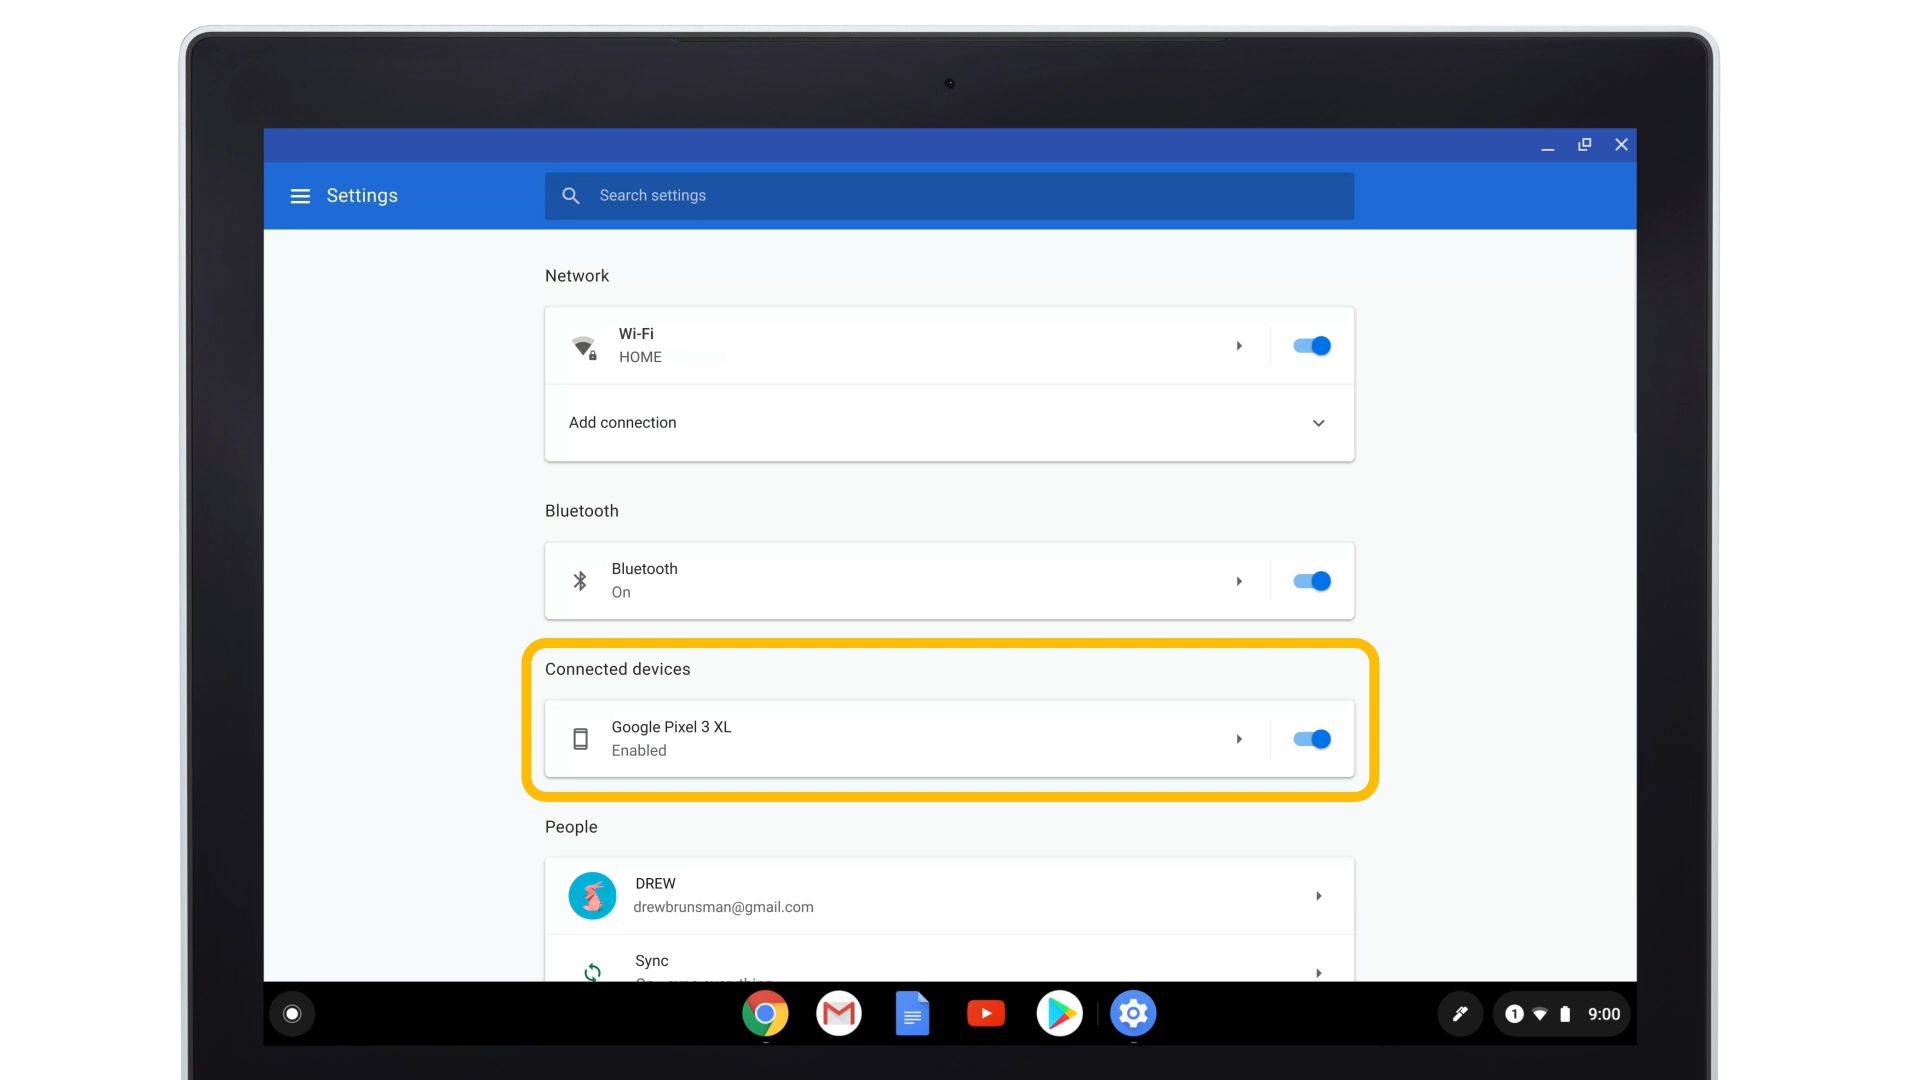 Settings
Search settings
Network
Wi-Fi
HOME
Add connection
Bluetooth
Bluetooth
On
Connected devices
Google Pixel 3 XL
Enabled
People
DREW
drewbrunsman@gmail.com
Sync
1 9:00